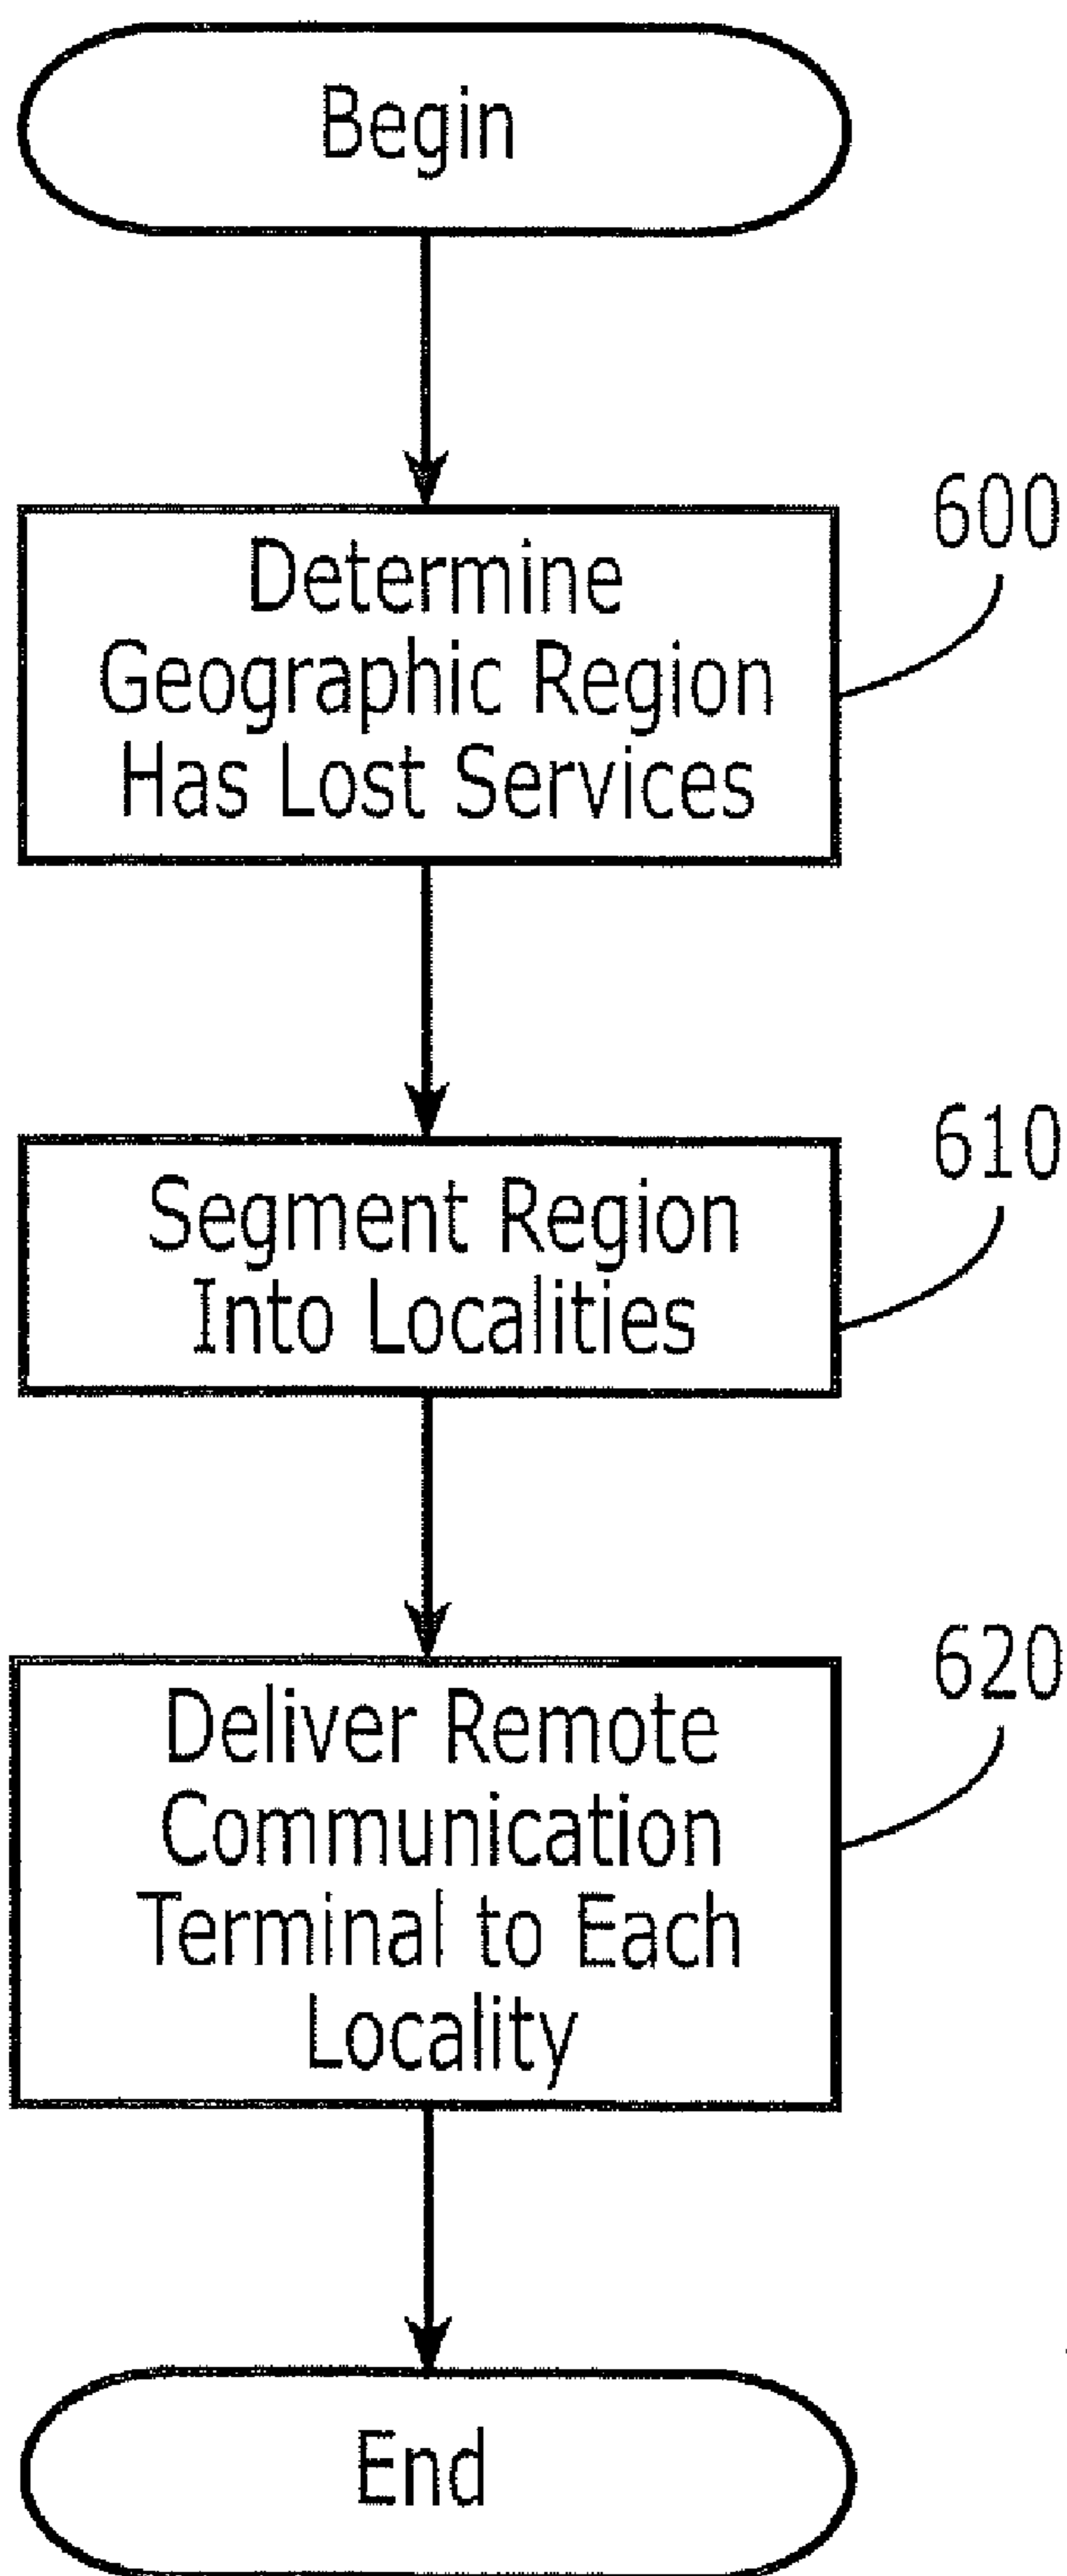 Begin
Determine
Geographic Region
Has Lost Services
600
Segment Region
Into Localities
610
Deliver Remote
Communication
Terminal to Each
Locality
620
End